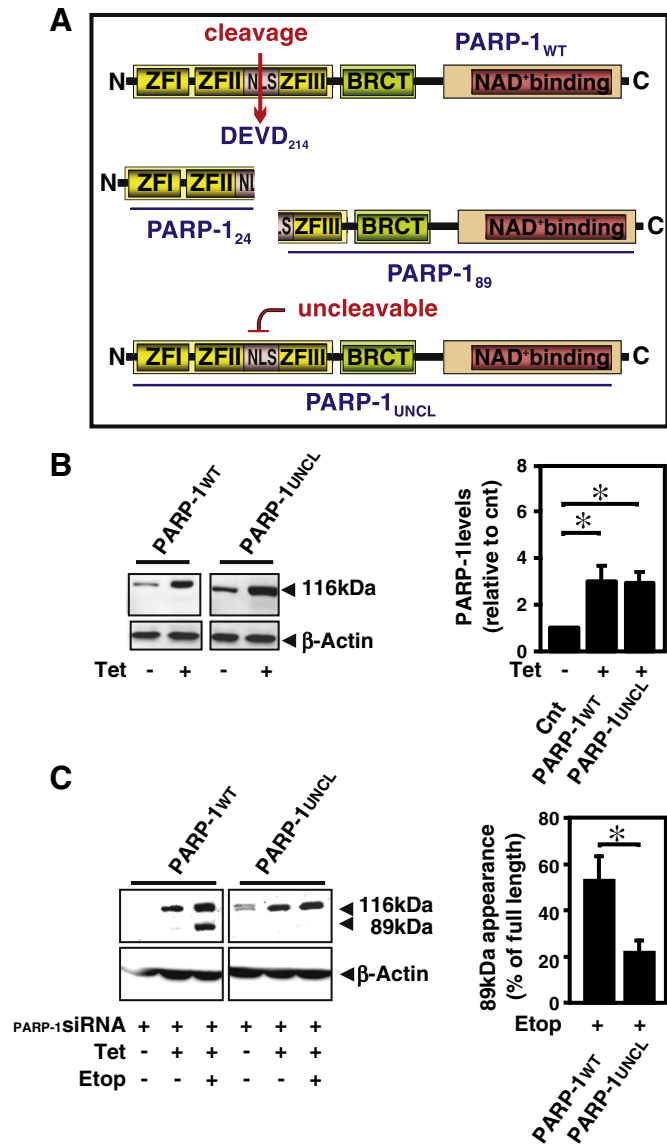 A
cleavage
PARP-1WT
N ZFI ZFII NLS ZFIII BRCT NAD+binding C
DEVD214
N ZFI ZFII NL
PARP-124
LS ZFIII BRCT NAD+binding C
PARP-189
uncleavable
N ZFI ZFII NLS ZFIII BRCT NAD+binding C
PARP-1UNCL
B
PARP-1WT
PARP-1UNCL
116kDa
β-Actin
Tet - + - +
PARP-1levels
(relative to cnt)
8
6
4
2
0
* *
Tet - + +
Cnt
PARP-1WT
PARP-1UNCL
C
PARP-1WT
PARP-1UNCL
116kDa
89kDa
β-Actin
PARP-1siRNA + + + + + +
Tet - + + - + +
Etop - - + - - +
89kDa appearance
(% of full length)
80
60
40
20
0
*
Etop + +
PARP-1WT
PARP-1UNCL